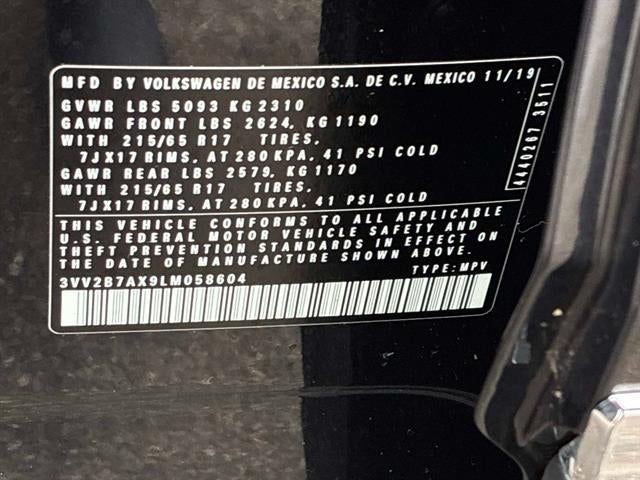 MFD BY VOLKSWAGEN DE MEXICO S.A. DE C.V. MEXICO 11/19
GVWR LBS 5093 KG 2310
GAWR FRONT LBS 2624, KG 1190
WITH 215/65 R17 TIRES,
7JX17 RIMS, AT 280 KPA, 41 PSI COLD
GAWR REAR LBS 2579, KG 1170
WITH 215/65 R17 TIRES,
7JX17 RIMS, AT 280 KPA, 41 PSI COLD
THIS VEHICLE CONFORMS TO ALL APPLICABLE
U.S. FEDERAL MOTOR VEHICLE SAFETY AND
THEFT PREVENTION STANDARDS IN EFFECT ON
THE DATE OF MANUFACTURE SHOWN ABOVE
3VV2B7AX9LM058604 TYPE: MPV
4440267 3511